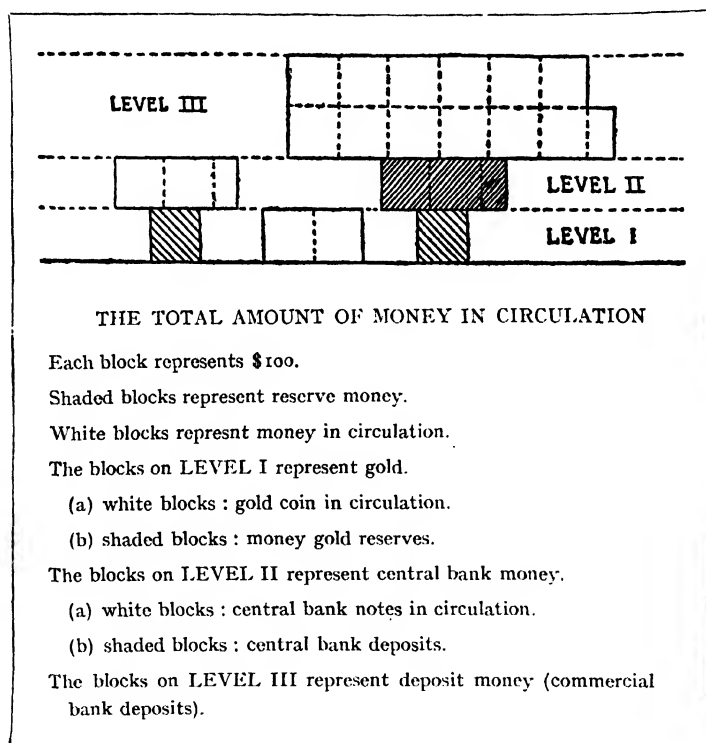 LEVEL III
LEVEL II
LEVEL I
THE TOTAL AMOUNT OF MONEY IN CIRCULATION
Each block represents $100.
Shaded blocks represent reserve money.
White blocks represnt money in circulation.
The blocks on LEVEL I represent gold.
(a) white blocks : gold coin in circulation.
(b) shaded blocks : money gold reserves.
The blocks on LEVEL II represent central bank money.
(a) white blocks : central bank notes in circulation.
(b) shaded blocks : central bank deposits.
The blocks on LEVEL III represent deposit money (commercial
bank deposits).